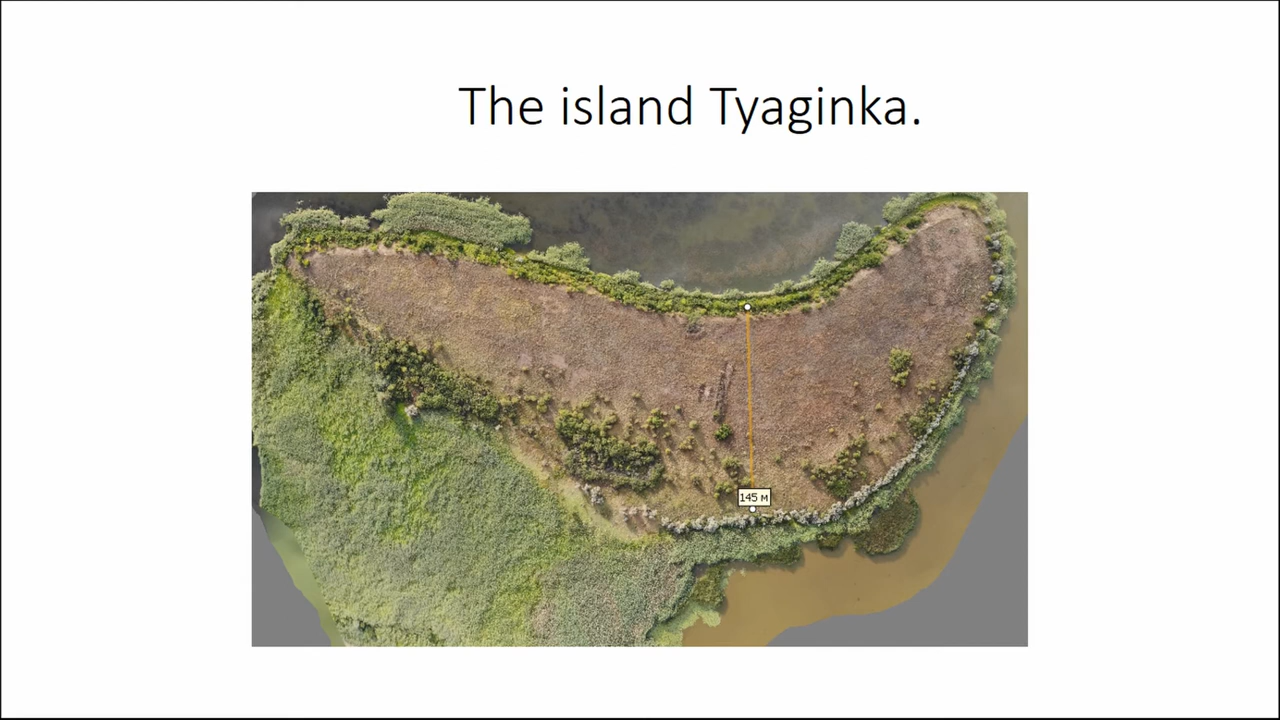 The island Tyaginka.
145 м